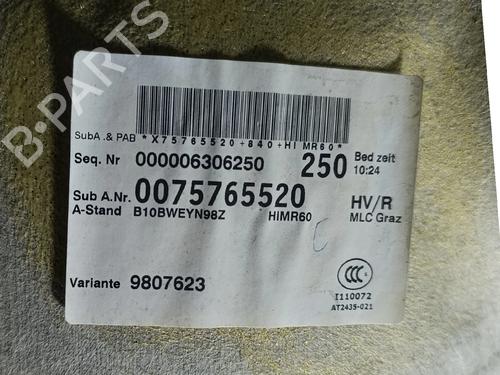 B-PARTS
SubA .& PAB *X75765520+840+HI MR60*
Seq. Nr 000006306250 250 Bed zeit
10:24
Sub A.Nr. 0075765520 HV/R
A-Stand B10BWEYN98Z HIMR60 MLC Graz
Variante 9807623
CCC
I110072
AT2435-021